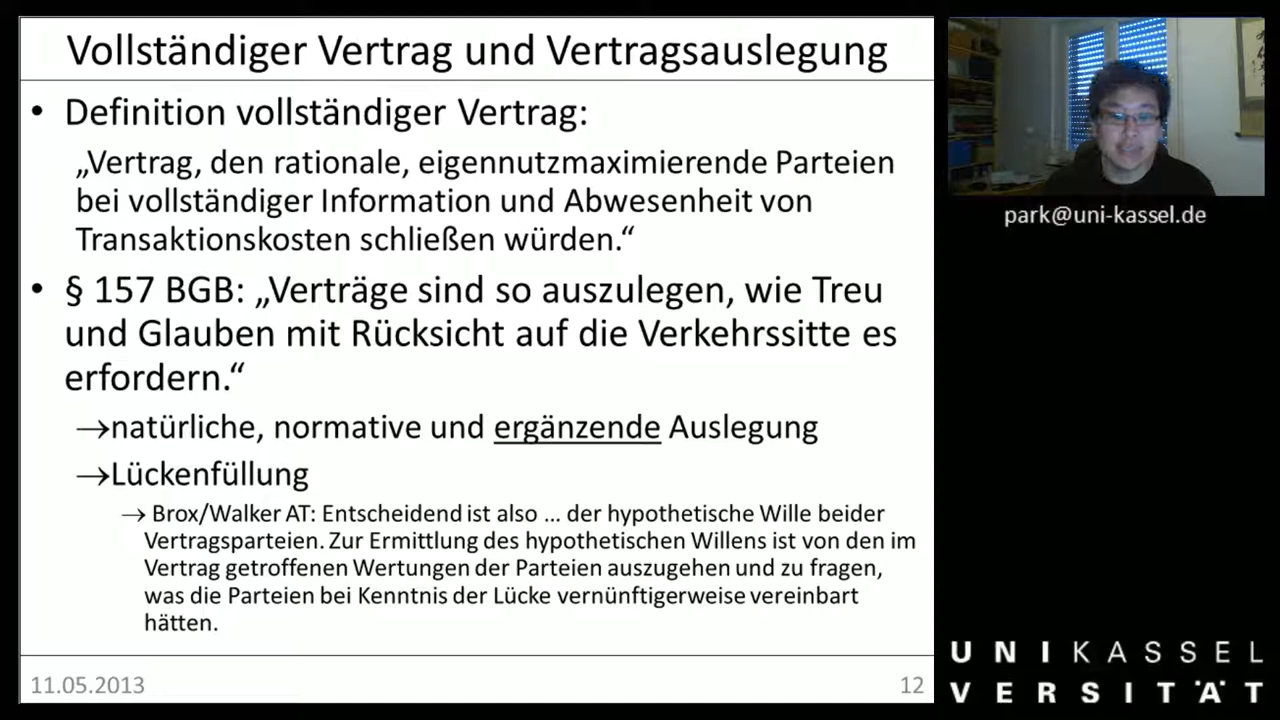 Vollständiger Vertrag und Vertragsauslegung
• Definition vollständiger Vertrag:
„Vertrag, den rationale, eigennutzmaximierende Parteien
bei vollständiger Information und Abwesenheit von
Transaktionskosten schließen würden.“
• § 157 BGB: „Verträge sind so auszulegen, wie Treu
und Glauben mit Rücksicht auf die Verkehrssitte es
erfordern.“
→natürliche, normative und ergänzende Auslegung
→Lückenfüllung
→ Brox/Walker AT: Entscheidend ist also ... der hypothetische Wille beider
Vertragsparteien. Zur Ermittlung des hypothetischen Willens ist von den im
Vertrag getroffenen Wertungen der Parteien auszugehen und zu fragen,
was die Parteien bei Kenntnis der Lücke vernünftigerweise vereinbart
hätten.
11.05.2013
12
park@uni-kassel.de
UNIKASSEL
VERSITÄT